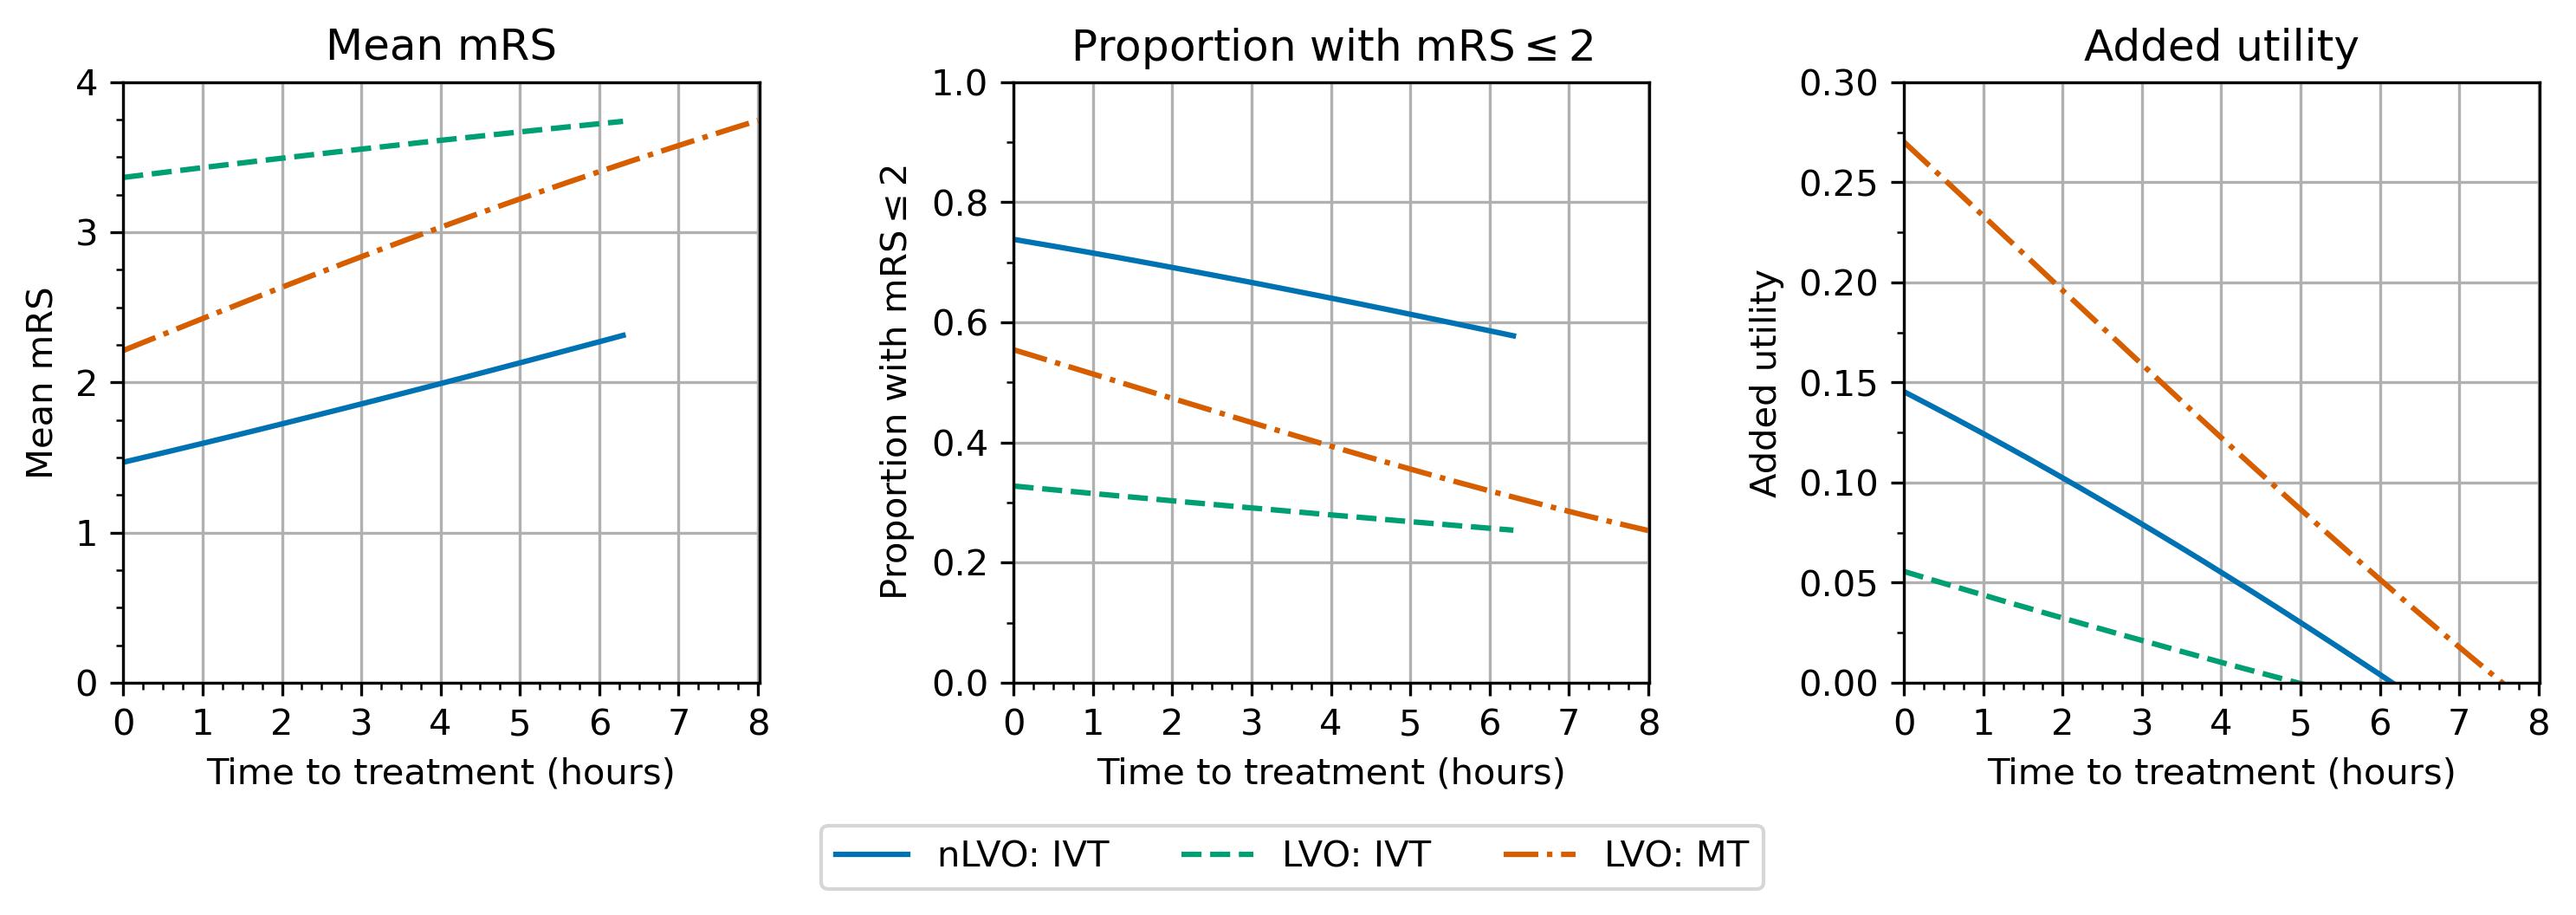 Mean mRS
4
3
2
1
0
Mean mRS
0 1 2 3 4 5 6 7 8
Time to treatment (hours)
Proportion with mRS ≤ 2
1.0
0.8
0.6
0.4
0.2
0.0
Proportion with mRS ≤ 2
0 1 2 3 4 5 6 7 8
Time to treatment (hours)
Added utility
0.30
0.25
0.20
0.15
0.10
0.05
0.00
Added utility
0 1 2 3 4 5 6 7 8
Time to treatment (hours)
nLVO: IVT LVO: IVT LVO: MT